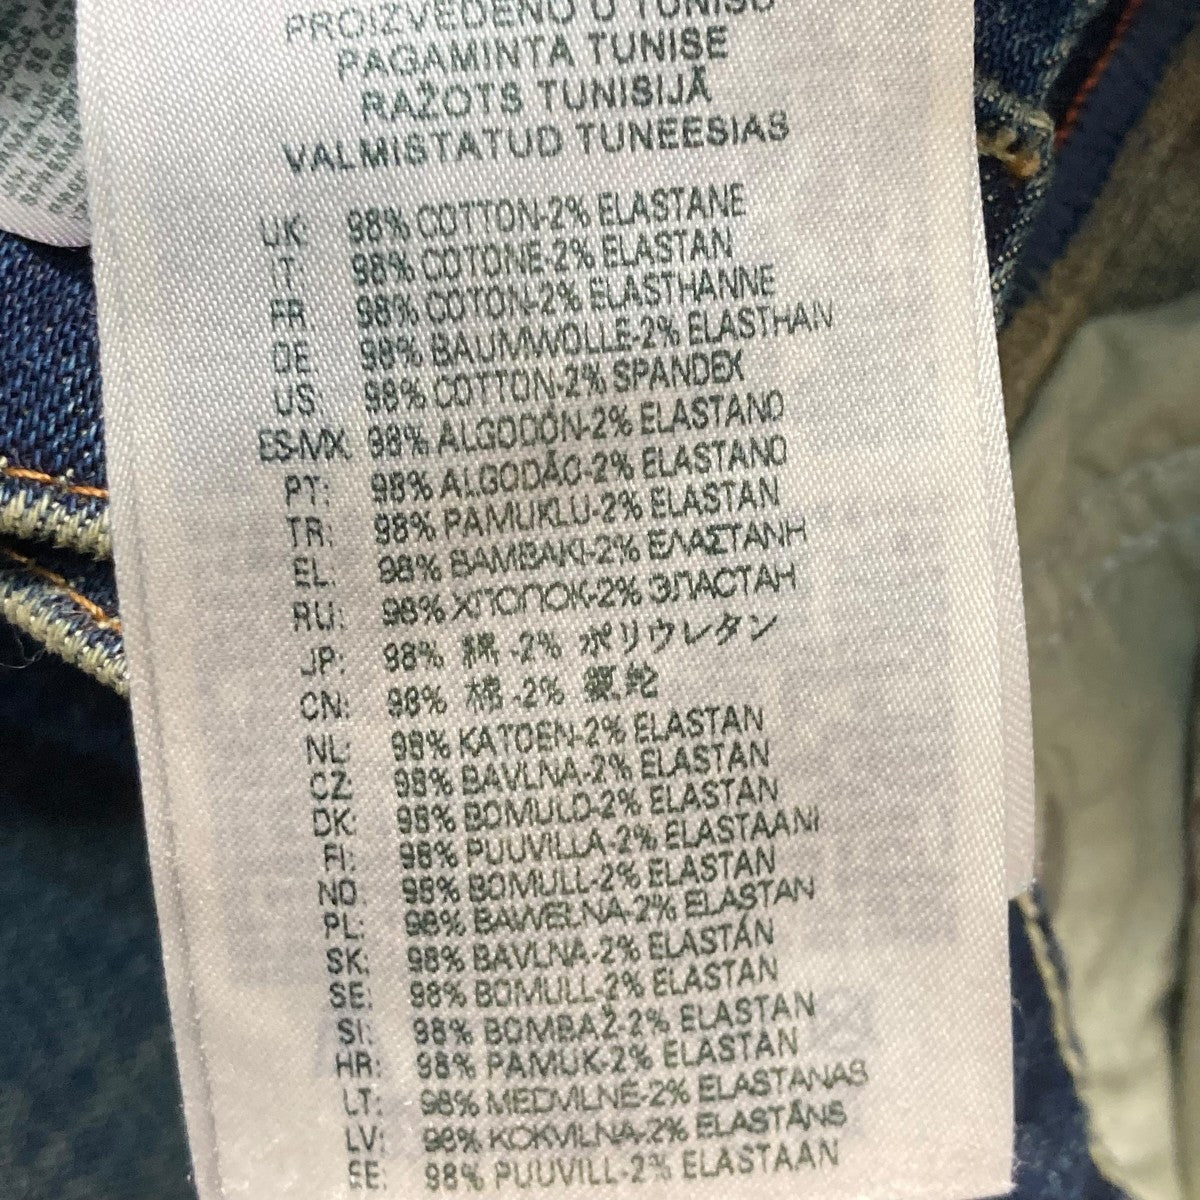 PROIZVEDENO U TUNISU
PAGAMINTA TUNISE
RAŽOTS TUNISIJĀ
VALMISTATUD TUNEESIAS
UK: 98% COTTON-2% ELASTANE
IT: 98% COTONE-2% ELASTAN
FR: 98% COTON-2% ELASTHANNE
DE: 98% BAUMWOLLE-2% ELASTHAN
US: 98% COTTON-2% SPANDEX
ES-MX: 98% ALGODÓN-2% ELASTANO
PT: 98% ALGODÃO-2% ELASTANO
TR: 98% PAMUKLU-2% ELASTAN
EL: 98% ΒΑΜΒΑΚΙ-2% ΕΛΑΣΤΑΝΗ
RU: 98% ХПОПОК-2% ЭЛАСТАН
JP: 98% 綿 -2% ポリウレタン
CN: 98% 棉 -2% 氨纶
NL: 98% KATOEN-2% ELASTAN
CZ: 98% BAVLNA-2% ELASTAN
DK: 98% BOMULD-2% ELASTAN
FI: 98% PUUVILLA-2% ELASTAANI
NO: 98% BOMULL-2% ELASTAN
PL: 98% BAWEŁNA-2% ELASTAN
SK: 98% BAVLNA-2% ELASTÁN
SE: 98% BOMULL-2% ELASTAN
SI: 98% BOMBAŽ-2% ELASTAN
HR: 98% PAMUK-2% ELASTAN
LT: 98% MEDVILNĖ-2% ELASTANAS
LV: 98% KOKVILNA-2% ELASTĀNS
EE: 98% PUUVILL-2% ELASTAAN